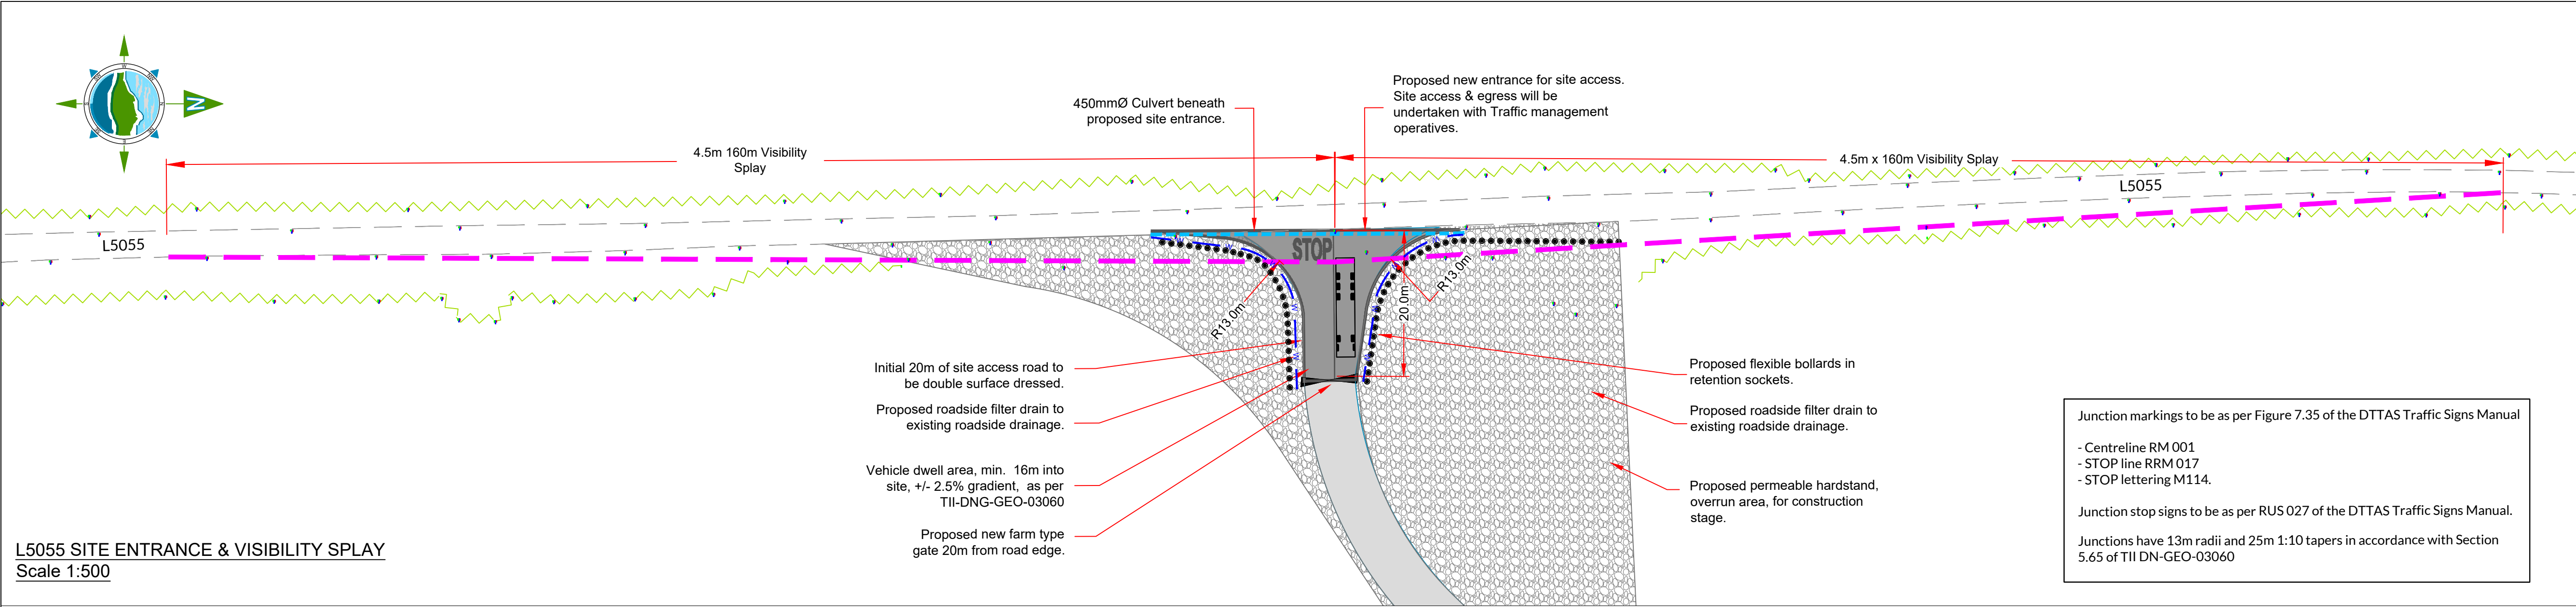 N
450mmØ Culvert beneath
proposed site entrance.
Proposed new entrance for site access.
Site access & egress will be
undertaken with Traffic management
operatives.
4.5m 160m Visibility
Splay
4.5m x 160m Visibility Splay
L5055
L5055
STOP
R13.0m
R13.0m
20.0m
Initial 20m of site access road to
be double surface dressed.
Proposed roadside filter drain to
existing roadside drainage.
Vehicle dwell area, min. 16m into
site, +/- 2.5% gradient, as per
TII-DNG-GEO-03060
Proposed new farm type
gate 20m from road edge.
Proposed flexible bollards in
retention sockets.
Proposed roadside filter drain to
existing roadside drainage.
Proposed permeable hardstand,
overrun area, for construction
stage.
Junction markings to be as per Figure 7.35 of the DTTAS Traffic Signs Manual
- Centreline RM 001
- STOP line RRM 017
- STOP lettering M114.
Junction stop signs to be as per RUS 027 of the DTTAS Traffic Signs Manual.
Junctions have 13m radii and 25m 1:10 tapers in accordance with Section
5.65 of TII DN-GEO-03060
L5055 SITE ENTRANCE & VISIBILITY SPLAY
Scale 1:500